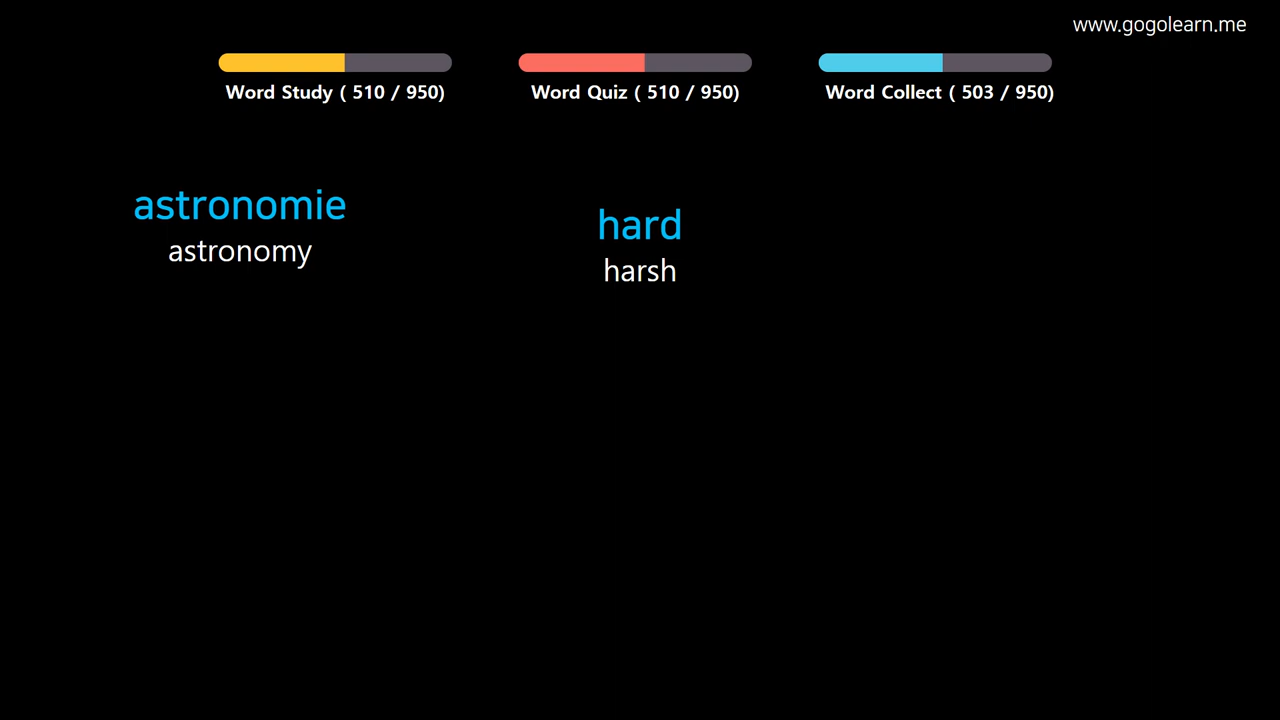 www.gogolearn.me
Word Study ( 510 / 950)
Word Quiz ( 510 / 950)
Word Collect ( 503 / 950)
astronomie
astronomy
hard
harsh